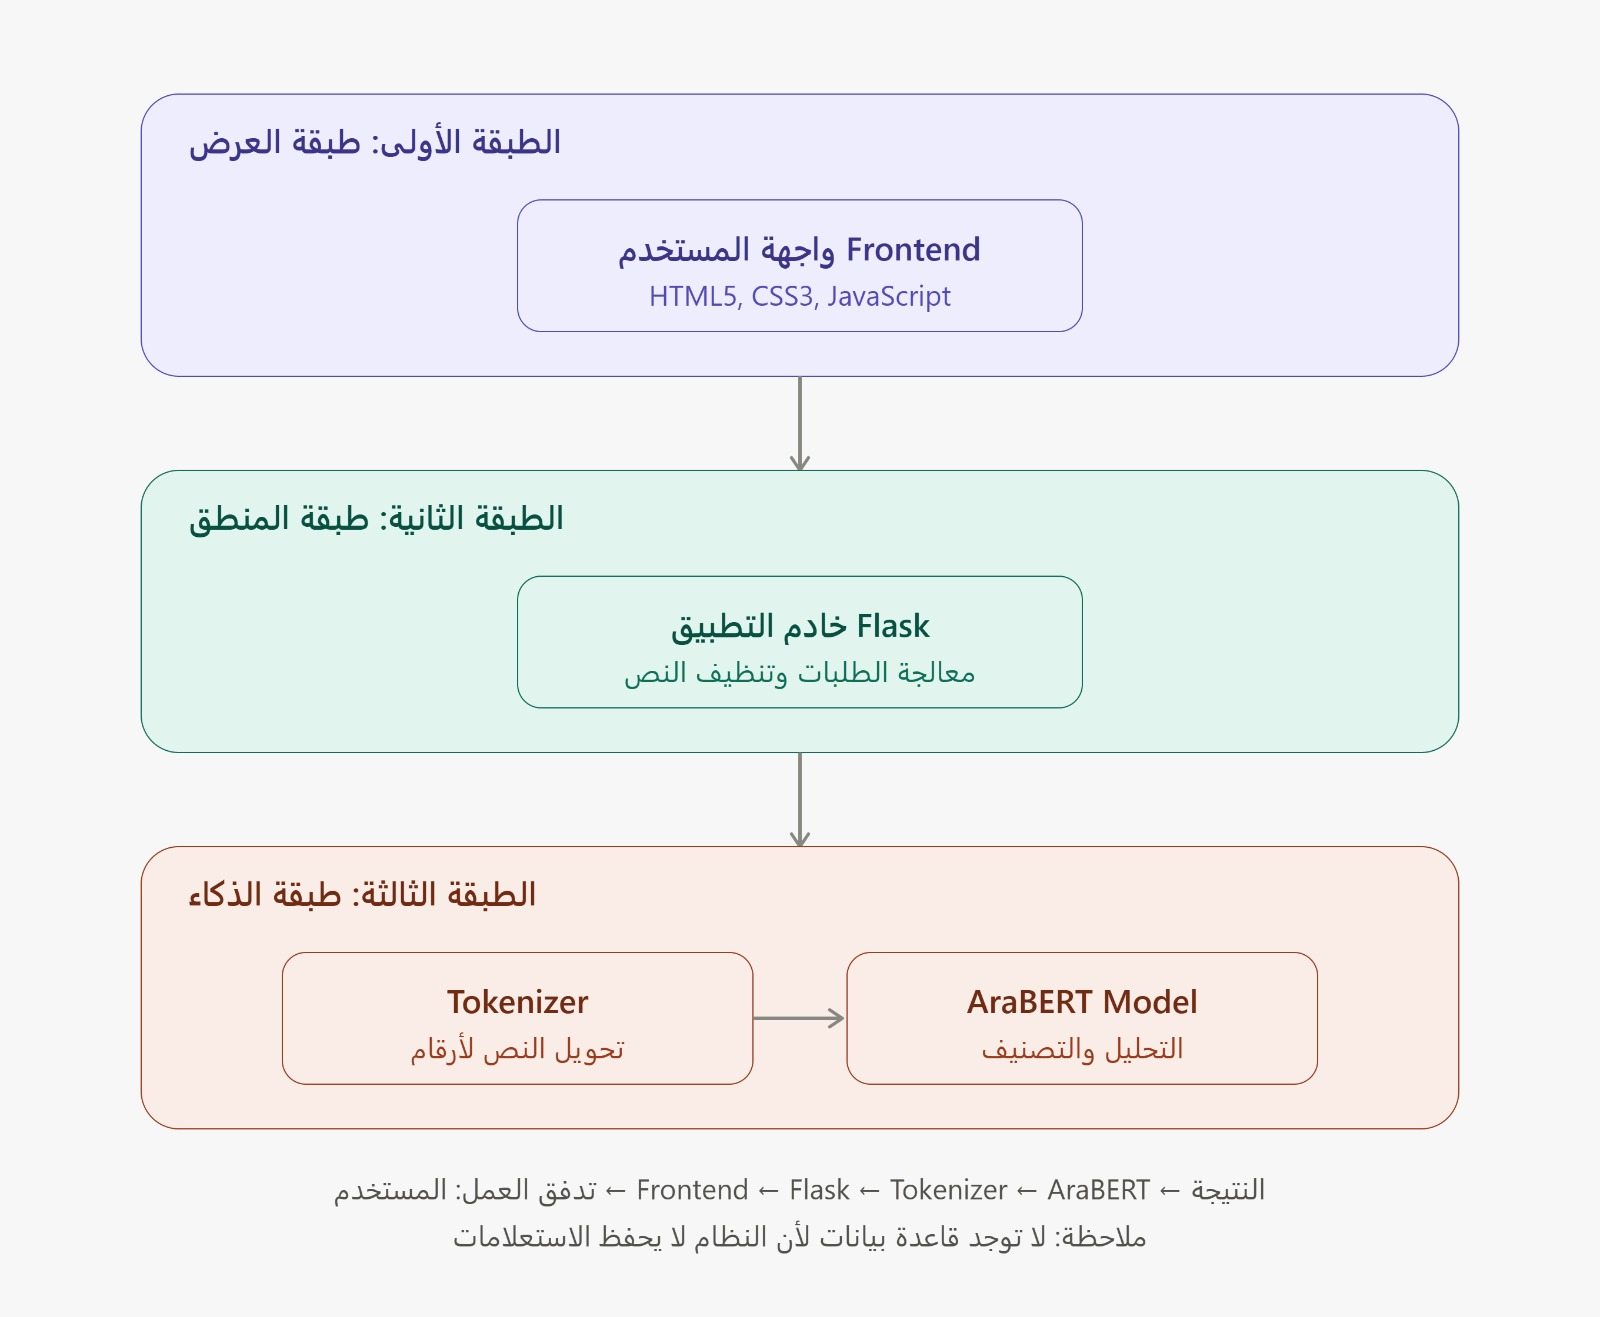 الطبقة الأولى: طبقة العرض
واجهة المستخدم Frontend
HTML5, CSS3, JavaScript
الطبقة الثانية: طبقة المنطق
خادم التطبيق Flask
معالجة الطلبات وتنظيف النص
الطبقة الثالثة: طبقة الذكاء
Tokenizer
تحويل النص لأرقام
AraBERT Model
التحليل والتصنيف
تدفق العمل: المستخدم ← Frontend ← Flask ← Tokenizer ← AraBERT ← النتيجة
ملاحظة: لا توجد قاعدة بيانات لأن النظام لا يحفظ الاستعلامات